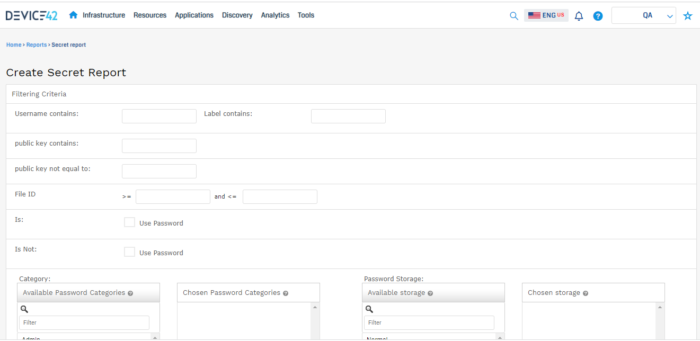 DEVICE42 Infrastructure Resources Applications Discovery Analytics Tools ENG US QA
Home › Reports › Secret report
Create Secret Report
Filtering Criteria
Username contains: Label contains:
public key contains:
public key not equal to:
File ID >= and <=
Is: Use Password
Is Not: Use Password
Category: Password Storage:
Available Password Categories Chosen Password Categories Available storage Chosen storage
Filter Filter
Admin Normal